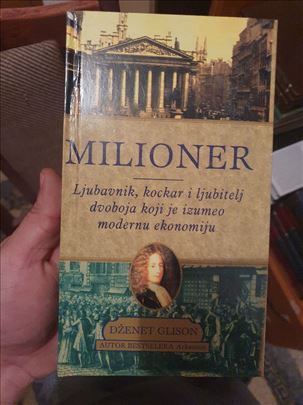 MILIONER
Ljubavnik, kockar i ljubitelj
dvoboja koji je izumeo
modernu ekonomiju
DŽENET GLISON
AUTOR BESTSELERA Arkanum